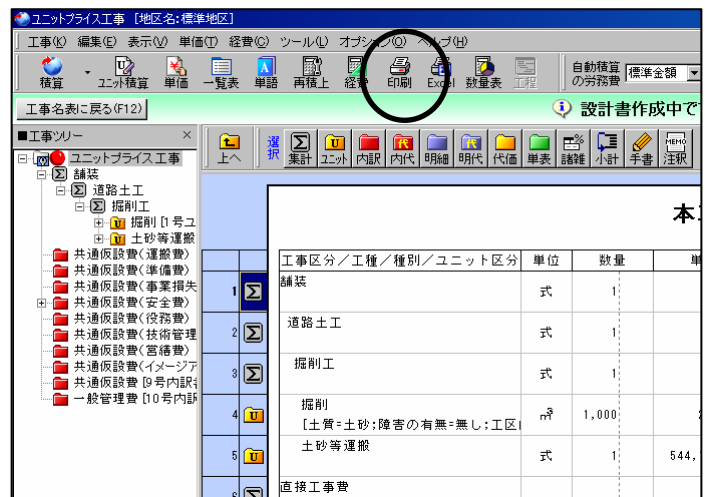 ユニットプライス工事 [地区名:標準地区]
工事(K) 編集(E) 表示(V) 単価(T) 経費(C) ツール(L) オプション(O) ヘルプ(H)
積算 ユニット積算 単価 一覧表 単語 再積上 経費 印刷 Excel 数量表 工程
自動積算の労務費 標準金額
工事名表に戻る(F12)
設計書作成中で
■工事ツリー ×
上へ 選択 集計 ユニット 内訳 内代 明細 明代 代価 単表 諸雑 小計 手書 注釈
ユニットプライス工事
舗装
道路土工
掘削工
掘削 [1号ユ
土砂等運搬
共通仮設費(運搬費)
共通仮設費(準備費)
共通仮設費(事業損失
共通仮設費(安全費)
共通仮設費(役務費)
共通仮設費(技術管理
共通仮設費(営繕費)
共通仮設費(イメージア
共通仮設費 [9号内訳
一般管理費 [10号内訳
本
工事区分/工種/種別/ユニット区分 単位 数量
1 舗装 式 1
2 道路土工 式 1
3 掘削工 式 1
4 掘削 m³ 1,000
[土質=土砂;障害の有無=無し;工区
5 土砂等運搬 式 1 544,
6 直接工事費